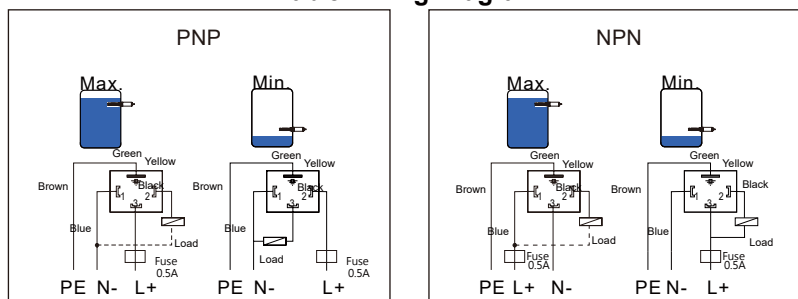 PNP
Max.
Min.
Green
Yellow
Brown
Black
1
2
3
Blue
Load
Fuse
0.5A
PE N- L+
Green
Yellow
Brown
Black
1
2
3
Blue
Load
Fuse
0.5A
PE N- L+
NPN
Max.
Min.
Green
Yellow
Brown
Black
1
2
3
Blue
Load
Fuse
0.5A
PE L+ N-
Green
Yellow
Brown
Black
1
2
3
Blue
Load
Fuse
0.5A
PE N- L+